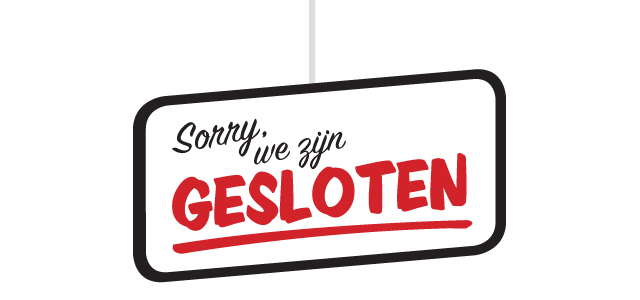 Sorry,
we zijn
GESLOTEN